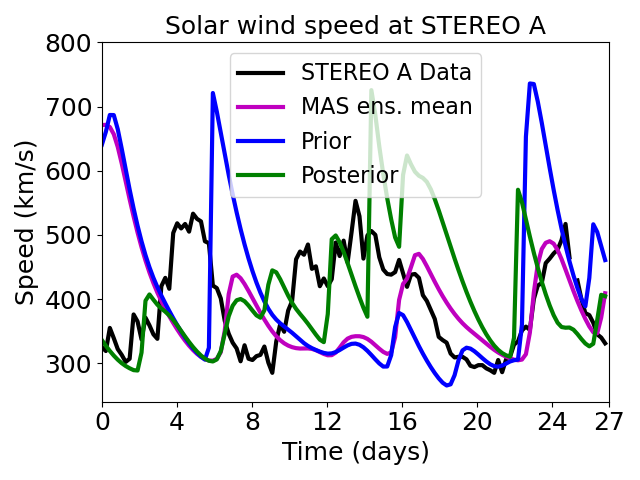 Solar wind speed at STEREO A
Speed (km/s)
800
700
600
500
400
300
STEREO A Data
MAS ens. mean
Prior
Posterior
0 4 8 12 16 20 24 27
Time (days)